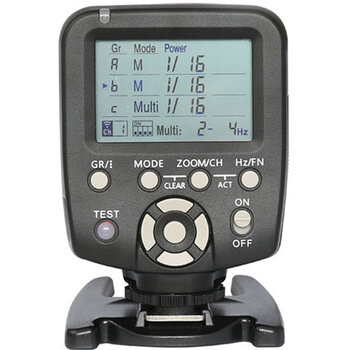 Gr Mode Power
A M 1/ 16
b M 1/ 16
c Multi 1/ 16
Ch 1 Multi: 2- 4Hz
GR/⁝ MODE ZOOM/CH Hz/FN
CLEAR ACT
TEST ON
OFF